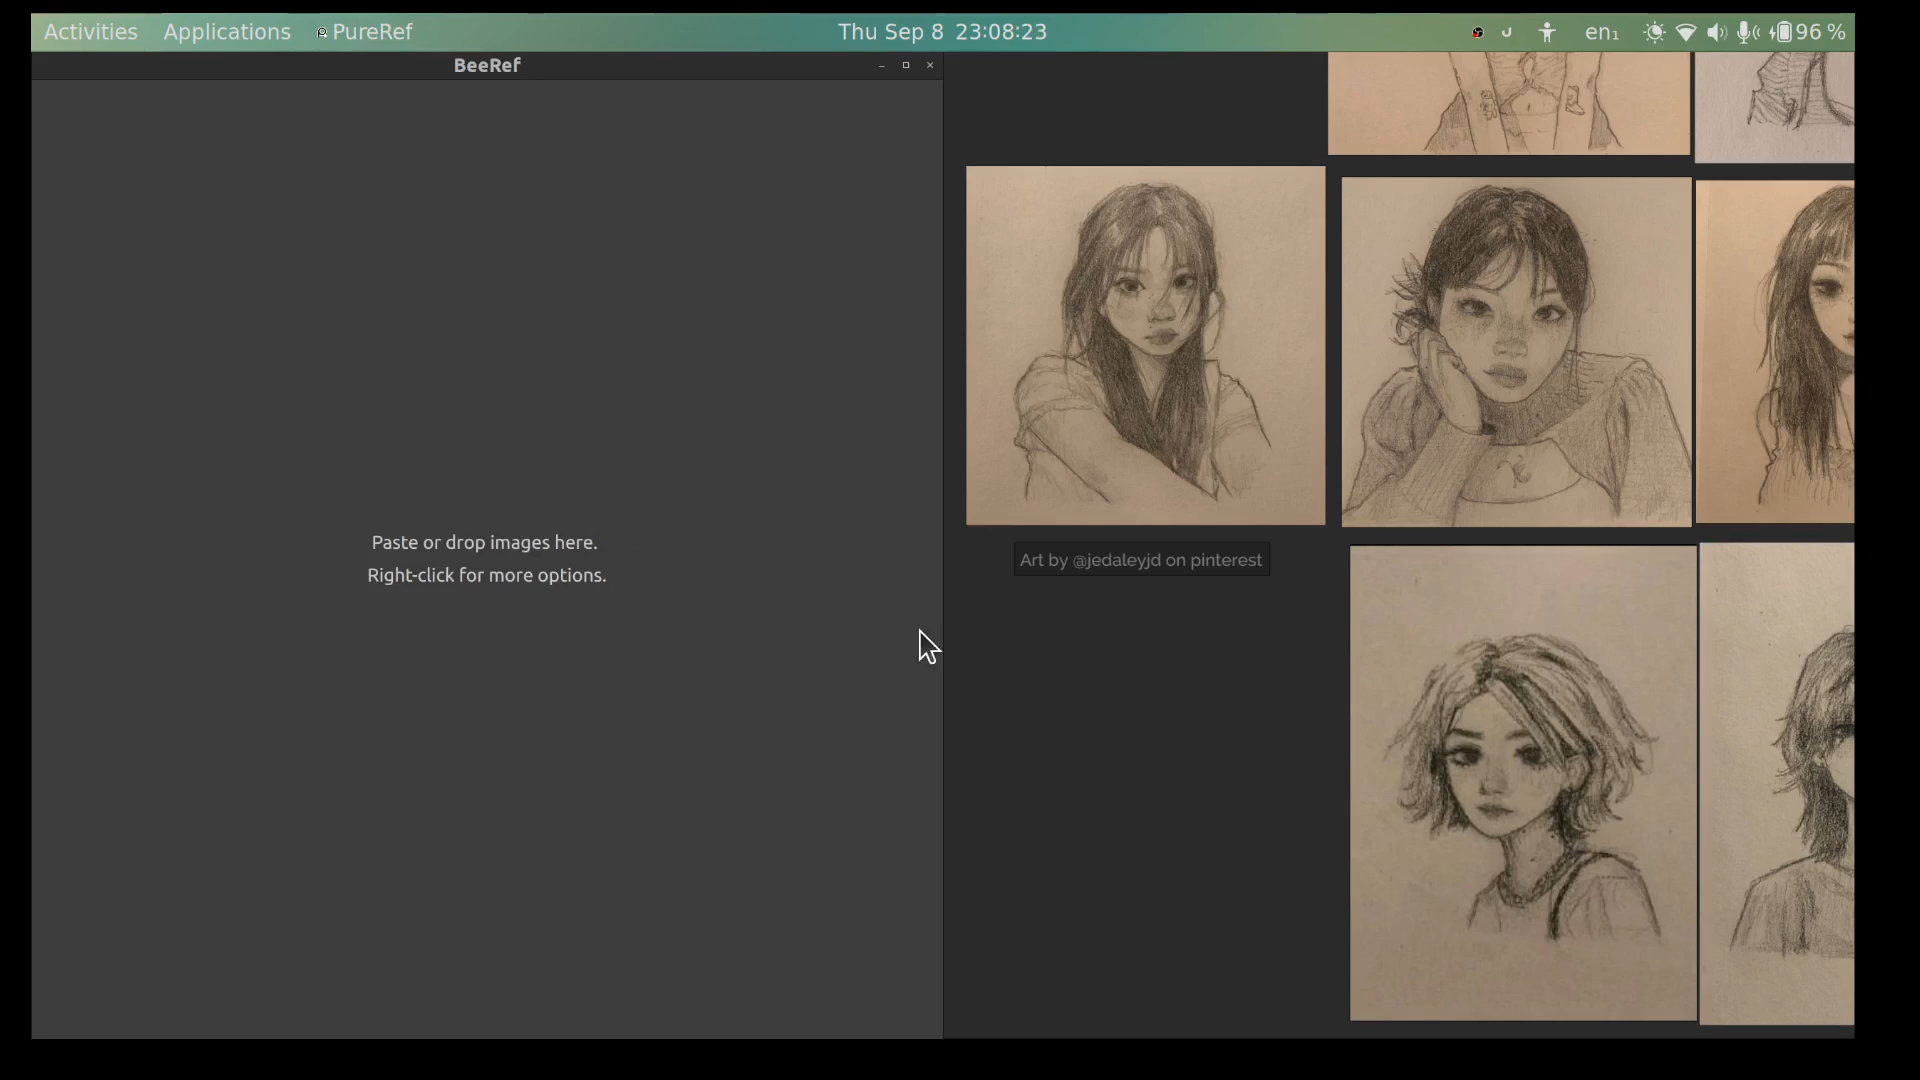 Activities Applications PureRef Thu Sep 8 23:08:23 en₁ 96 %
BeeRef
Paste or drop images here.
Right-click for more options.
Art by @jedaleyjd on pinterest